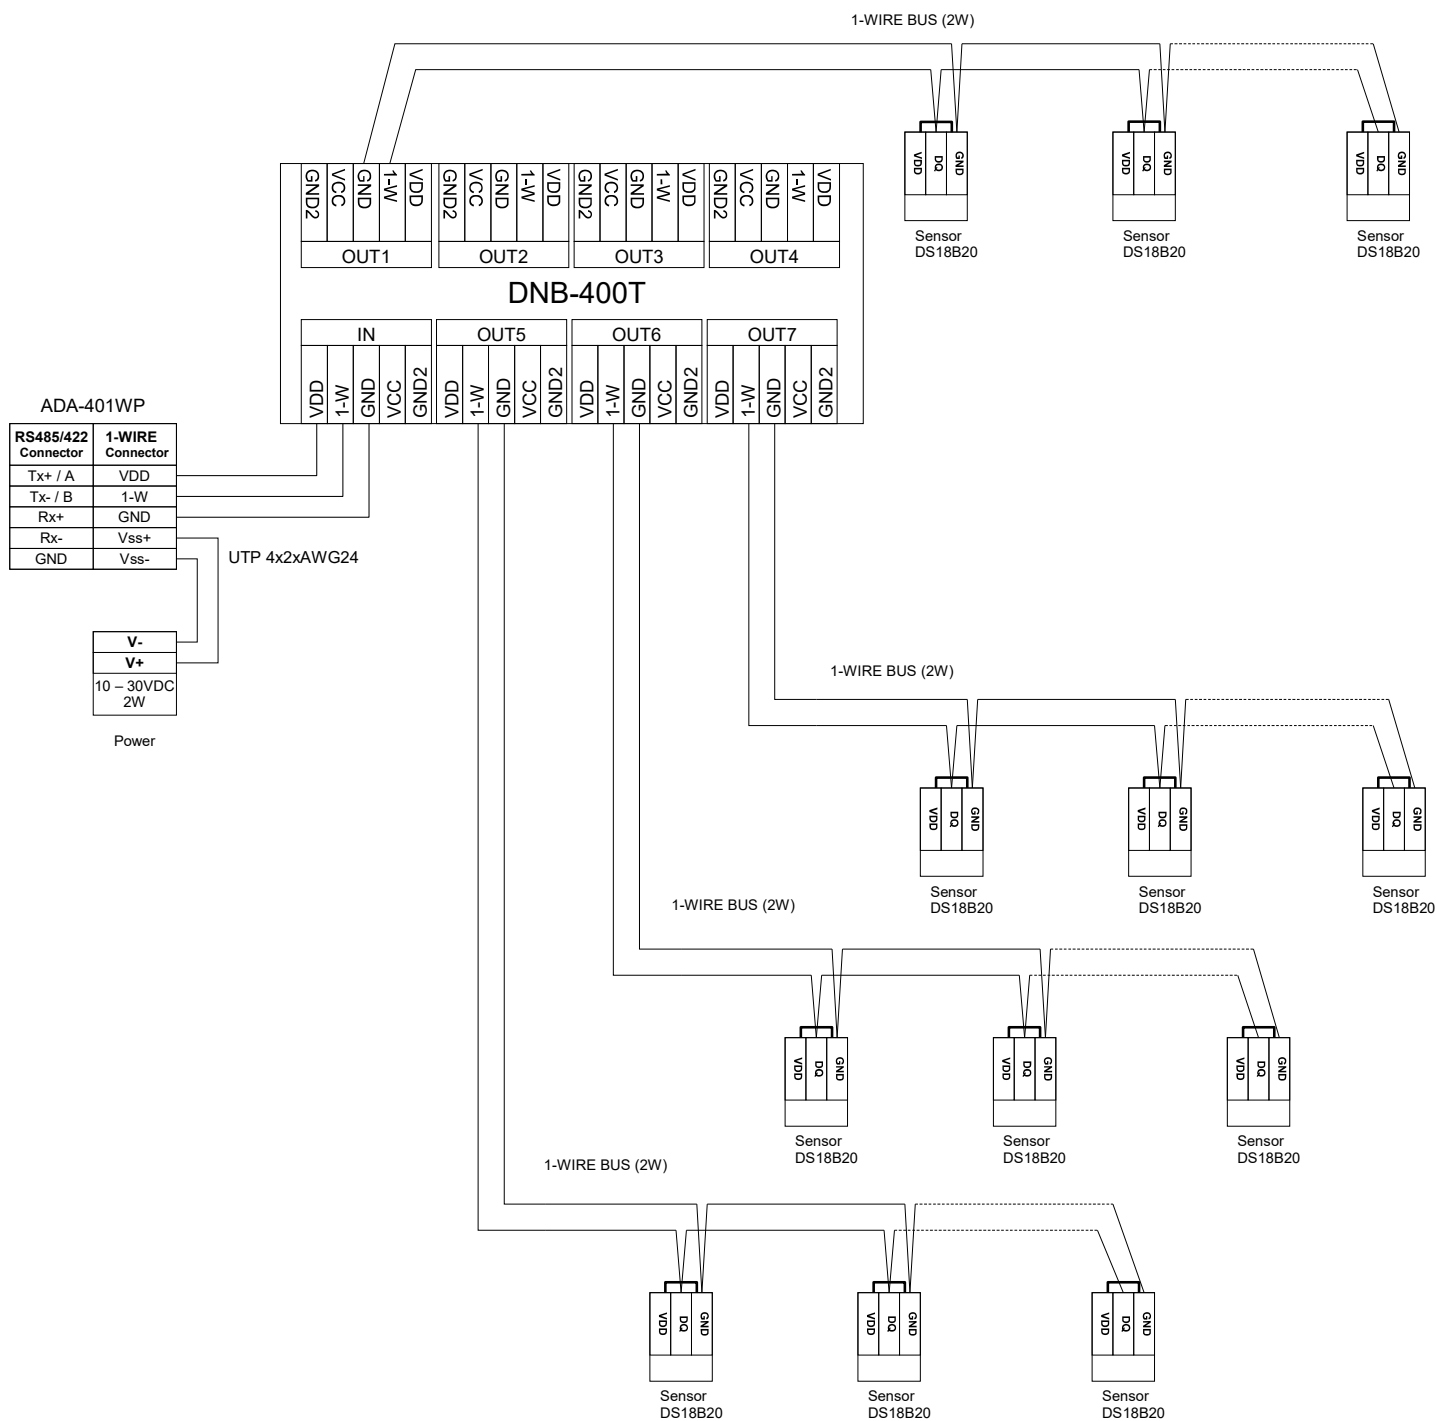 1-WIRE BUS (2W)
VDD DQ GND
Sensor
DS18B20
VDD DQ GND
Sensor
DS18B20
VDD DQ GND
Sensor
DS18B20
GND2 VCC GND 1-W VDD
OUT1
GND2 VCC GND 1-W VDD
OUT2
GND2 VCC GND 1-W VDD
OUT3
GND2 VCC GND 1-W VDD
OUT4
DNB-400T
IN
VDD 1-W GND VCC GND2
OUT5
VDD 1-W GND VCC GND2
OUT6
VDD 1-W GND VCC GND2
OUT7
VDD 1-W GND VCC GND2
ADA-401WP
RS485/422 1-WIRE
Connector Connector
Tx+ / A VDD
Tx- / B 1-W
Rx+ GND
Rx- Vss+
GND Vss-
UTP 4x2xAWG24
V-
V+
10 – 30VDC
2W
Power
1-WIRE BUS (2W)
VDD DQ GND
Sensor
DS18B20
VDD DQ GND
Sensor
DS18B20
VDD DQ GND
Sensor
DS18B20
1-WIRE BUS (2W)
VDD DQ GND
Sensor
DS18B20
VDD DQ GND
Sensor
DS18B20
VDD DQ GND
Sensor
DS18B20
1-WIRE BUS (2W)
VDD DQ GND
Sensor
DS18B20
VDD DQ GND
Sensor
DS18B20
VDD DQ GND
Sensor
DS18B20